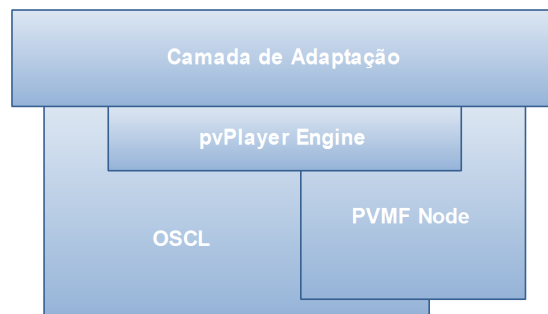 Camada de Adaptação
pvPlayer Engine
PVMF Node
OSCL